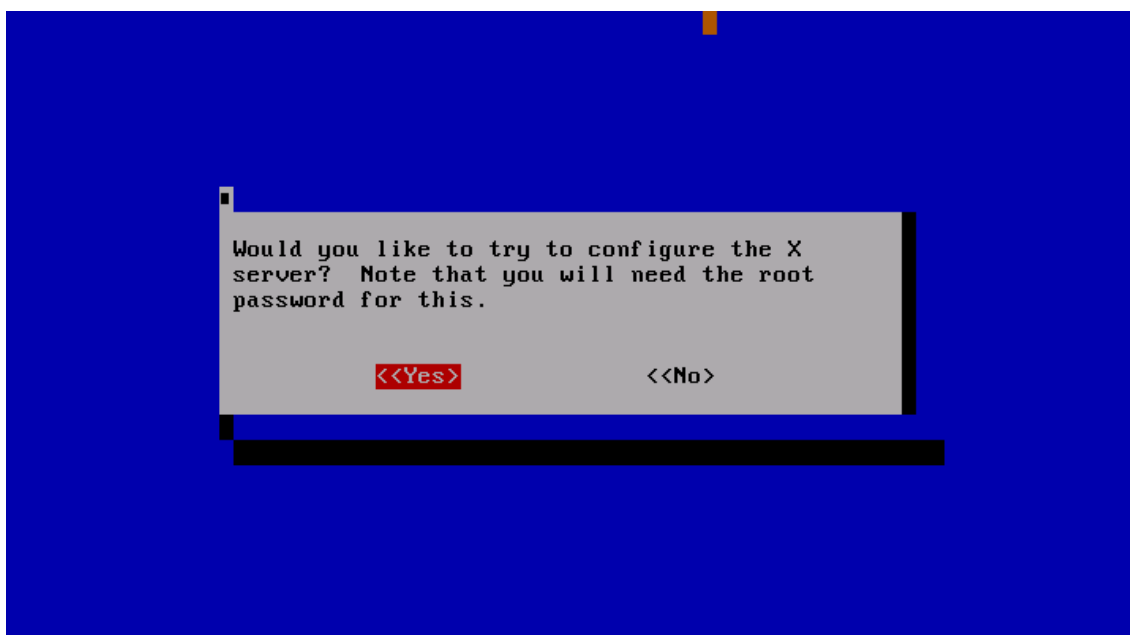 Would you like to try to configure the X
server?  Note that you will need the root
password for this.
<<Yes> <<No>